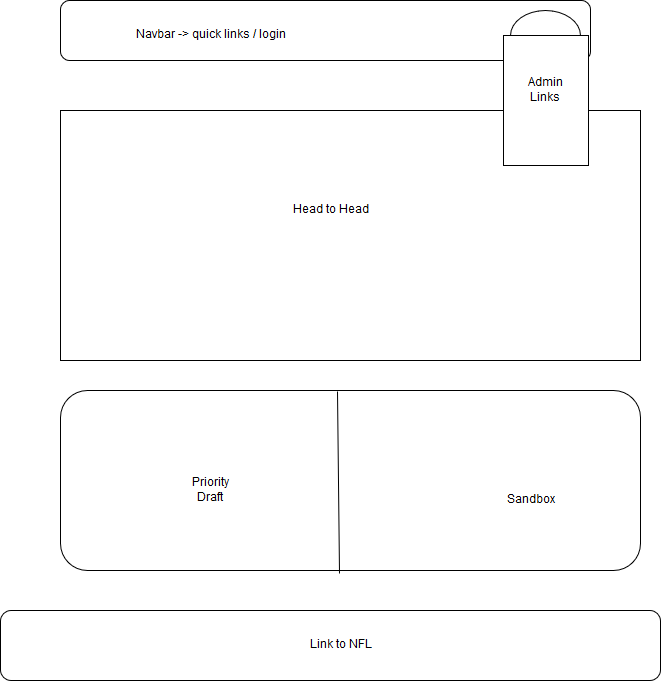 Navbar -> quick links / login
Admin
Links
Head to Head
Priority
Draft
Sandbox
Link to NFL